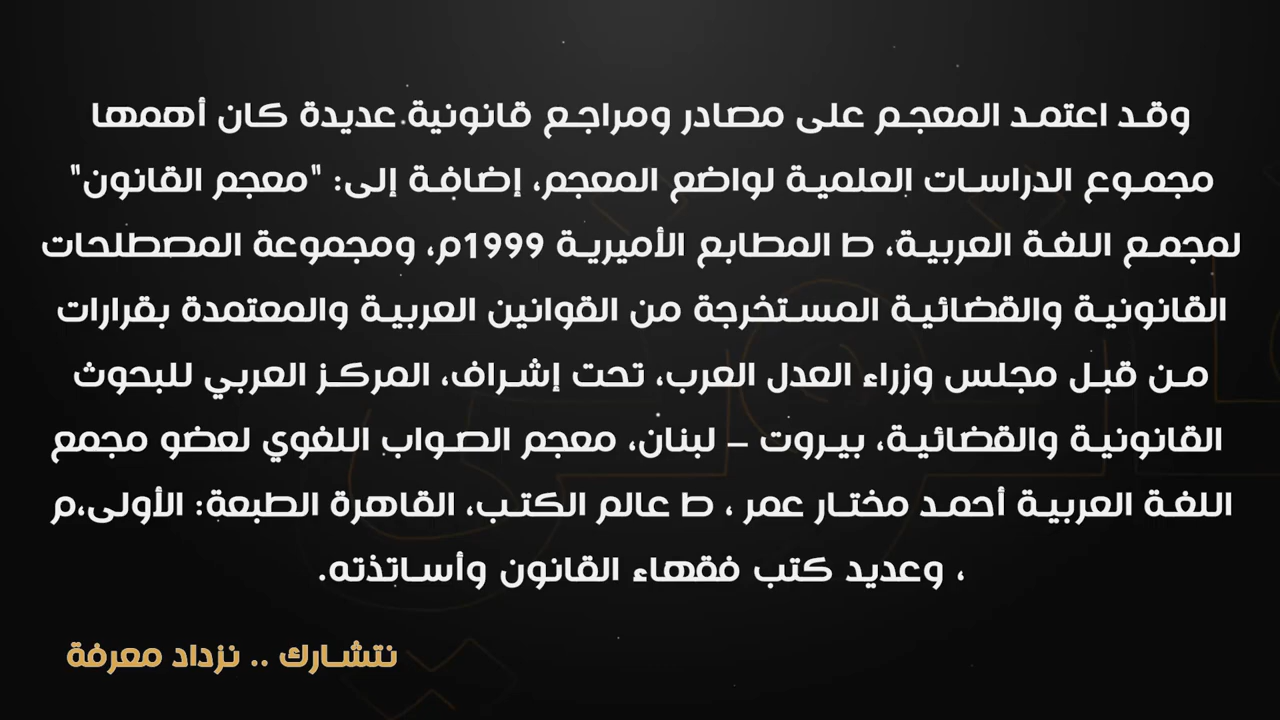 وقد اعتمد المعجم على مصادر ومراجع قانونية عديدة كان أهمها
مجموع الدراسات العلمية لواضع المعجم، إضافة إلى: "معجم القانون"
لمجمع اللغة العربية، ط المطابع الأميرية 1999م، ومجموعة المصطلحات
القانونية والقضائية المستخرجة من القوانين العربية والمعتمدة بقرارات
من قبل مجلس وزراء العدل العرب، تحت إشراف، المركز العربي للبحوث
القانونية والقضائية، بيروت – لبنان، معجم الصواب اللغوي لعضو مجمع
اللغة العربية أحمد مختار عمر ، ط عالم الكتب، القاهرة الطبعة: الأولى،م
، وعديد كتب فقهاء القانون وأساتذته.
نتشارك .. نزداد معرفة